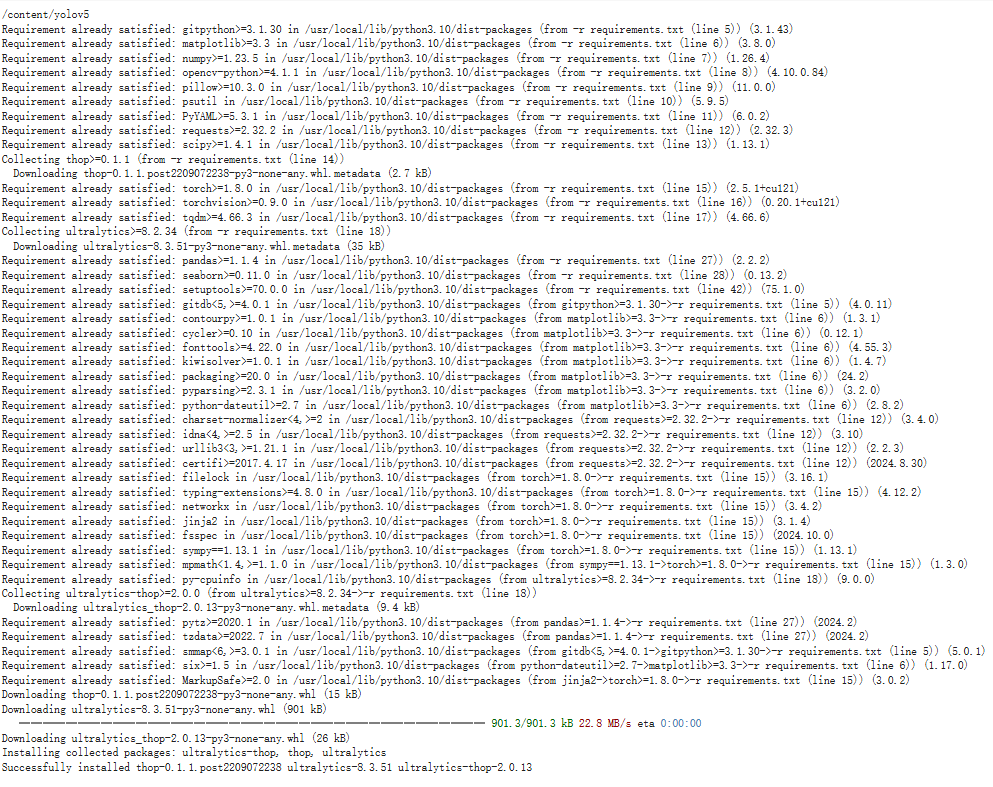 /content/yolov5
Requirement already satisfied: gitpython>=3.1.30 in /usr/local/lib/python3.10/dist-packages (from -r requirements.txt (line 5)) (3.1.43)
Requirement already satisfied: matplotlib>=3.3 in /usr/local/lib/python3.10/dist-packages (from -r requirements.txt (line 6)) (3.8.0)
Requirement already satisfied: numpy>=1.23.5 in /usr/local/lib/python3.10/dist-packages (from -r requirements.txt (line 7)) (1.26.4)
Requirement already satisfied: opencv-python>=4.1.1 in /usr/local/lib/python3.10/dist-packages (from -r requirements.txt (line 8)) (4.10.0.84)
Requirement already satisfied: pillow>=10.3.0 in /usr/local/lib/python3.10/dist-packages (from -r requirements.txt (line 9)) (11.0.0)
Requirement already satisfied: psutil in /usr/local/lib/python3.10/dist-packages (from -r requirements.txt (line 10)) (5.9.5)
Requirement already satisfied: PyYAML>=5.3.1 in /usr/local/lib/python3.10/dist-packages (from -r requirements.txt (line 11)) (6.0.2)
Requirement already satisfied: requests>=2.32.2 in /usr/local/lib/python3.10/dist-packages (from -r requirements.txt (line 12)) (2.32.3)
Requirement already satisfied: scipy>=1.4.1 in /usr/local/lib/python3.10/dist-packages (from -r requirements.txt (line 13)) (1.13.1)
Collecting thop>=0.1.1 (from -r requirements.txt (line 14))
  Downloading thop-0.1.1.post2209072238-py3-none-any.whl.metadata (2.7 kB)
Requirement already satisfied: torch>=1.8.0 in /usr/local/lib/python3.10/dist-packages (from -r requirements.txt (line 15)) (2.5.1+cu121)
Requirement already satisfied: torchvision>=0.9.0 in /usr/local/lib/python3.10/dist-packages (from -r requirements.txt (line 16)) (0.20.1+cu121)
Requirement already satisfied: tqdm>=4.66.3 in /usr/local/lib/python3.10/dist-packages (from -r requirements.txt (line 17)) (4.66.6)
Collecting ultralytics>=8.2.34 (from -r requirements.txt (line 18))
  Downloading ultralytics-8.3.51-py3-none-any.whl.metadata (35 kB)
Requirement already satisfied: pandas>=1.1.4 in /usr/local/lib/python3.10/dist-packages (from -r requirements.txt (line 27)) (2.2.2)
Requirement already satisfied: seaborn>=0.11.0 in /usr/local/lib/python3.10/dist-packages (from -r requirements.txt (line 28)) (0.13.2)
Requirement already satisfied: setuptools>=70.0.0 in /usr/local/lib/python3.10/dist-packages (from -r requirements.txt (line 42)) (75.1.0)
Requirement already satisfied: gitdb<5,>=4.0.1 in /usr/local/lib/python3.10/dist-packages (from gitpython>=3.1.30->-r requirements.txt (line 5)) (4.0.11)
Requirement already satisfied: contourpy>=1.0.1 in /usr/local/lib/python3.10/dist-packages (from matplotlib>=3.3->-r requirements.txt (line 6)) (1.3.1)
Requirement already satisfied: cycler>=0.10 in /usr/local/lib/python3.10/dist-packages (from matplotlib>=3.3->-r requirements.txt (line 6)) (0.12.1)
Requirement already satisfied: fonttools>=4.22.0 in /usr/local/lib/python3.10/dist-packages (from matplotlib>=3.3->-r requirements.txt (line 6)) (4.55.3)
Requirement already satisfied: kiwisolver>=1.0.1 in /usr/local/lib/python3.10/dist-packages (from matplotlib>=3.3->-r requirements.txt (line 6)) (1.4.7)
Requirement already satisfied: packaging>=20.0 in /usr/local/lib/python3.10/dist-packages (from matplotlib>=3.3->-r requirements.txt (line 6)) (24.2)
Requirement already satisfied: pyparsing>=2.3.1 in /usr/local/lib/python3.10/dist-packages (from matplotlib>=3.3->-r requirements.txt (line 6)) (3.2.0)
Requirement already satisfied: python-dateutil>=2.7 in /usr/local/lib/python3.10/dist-packages (from matplotlib>=3.3->-r requirements.txt (line 6)) (2.8.2)
Requirement already satisfied: charset-normalizer<4,>=2 in /usr/local/lib/python3.10/dist-packages (from requests>=2.32.2->-r requirements.txt (line 12)) (3.4.0)
Requirement already satisfied: idna<4,>=2.5 in /usr/local/lib/python3.10/dist-packages (from requests>=2.32.2->-r requirements.txt (line 12)) (3.10)
Requirement already satisfied: urllib3<3,>=1.21.1 in /usr/local/lib/python3.10/dist-packages (from requests>=2.32.2->-r requirements.txt (line 12)) (2.2.3)
Requirement already satisfied: certifi>=2017.4.17 in /usr/local/lib/python3.10/dist-packages (from requests>=2.32.2->-r requirements.txt (line 12)) (2024.8.30)
Requirement already satisfied: filelock in /usr/local/lib/python3.10/dist-packages (from torch>=1.8.0->-r requirements.txt (line 15)) (3.16.1)
Requirement already satisfied: typing-extensions>=4.8.0 in /usr/local/lib/python3.10/dist-packages (from torch>=1.8.0->-r requirements.txt (line 15)) (4.12.2)
Requirement already satisfied: networkx in /usr/local/lib/python3.10/dist-packages (from torch>=1.8.0->-r requirements.txt (line 15)) (3.4.2)
Requirement already satisfied: jinja2 in /usr/local/lib/python3.10/dist-packages (from torch>=1.8.0->-r requirements.txt (line 15)) (3.1.4)
Requirement already satisfied: fsspec in /usr/local/lib/python3.10/dist-packages (from torch>=1.8.0->-r requirements.txt (line 15)) (2024.10.0)
Requirement already satisfied: sympy==1.13.1 in /usr/local/lib/python3.10/dist-packages (from torch>=1.8.0->-r requirements.txt (line 15)) (1.13.1)
Requirement already satisfied: mpmath<1.4,>=1.1.0 in /usr/local/lib/python3.10/dist-packages (from sympy==1.13.1->torch>=1.8.0->-r requirements.txt (line 15)) (1.3.0)
Requirement already satisfied: py-cpuinfo in /usr/local/lib/python3.10/dist-packages (from ultralytics>=8.2.34->-r requirements.txt (line 18)) (9.0.0)
Collecting ultralytics-thop>=2.0.0 (from ultralytics>=8.2.34->-r requirements.txt (line 18))
  Downloading ultralytics_thop-2.0.13-py3-none-any.whl.metadata (9.4 kB)
Requirement already satisfied: pytz>=2020.1 in /usr/local/lib/python3.10/dist-packages (from pandas>=1.1.4->-r requirements.txt (line 27)) (2024.2)
Requirement already satisfied: tzdata>=2022.7 in /usr/local/lib/python3.10/dist-packages (from pandas>=1.1.4->-r requirements.txt (line 27)) (2024.2)
Requirement already satisfied: smmap<6,>=3.0.1 in /usr/local/lib/python3.10/dist-packages (from gitdb<5,>=4.0.1->gitpython>=3.1.30->-r requirements.txt (line 5)) (5.0.1)
Requirement already satisfied: six>=1.5 in /usr/local/lib/python3.10/dist-packages (from python-dateutil>=2.7->matplotlib>=3.3->-r requirements.txt (line 6)) (1.17.0)
Requirement already satisfied: MarkupSafe>=2.0 in /usr/local/lib/python3.10/dist-packages (from jinja2->torch>=1.8.0->-r requirements.txt (line 15)) (3.0.2)
Downloading thop-0.1.1.post2209072238-py3-none-any.whl (15 kB)
Downloading ultralytics-8.3.51-py3-none-any.whl (901 kB)
901.3/901.3 kB 22.8 MB/s eta 0:00:00
Downloading ultralytics_thop-2.0.13-py3-none-any.whl (26 kB)
Installing collected packages: ultralytics-thop, thop, ultralytics
Successfully installed thop-0.1.1.post2209072238 ultralytics-8.3.51 ultralytics-thop-2.0.13